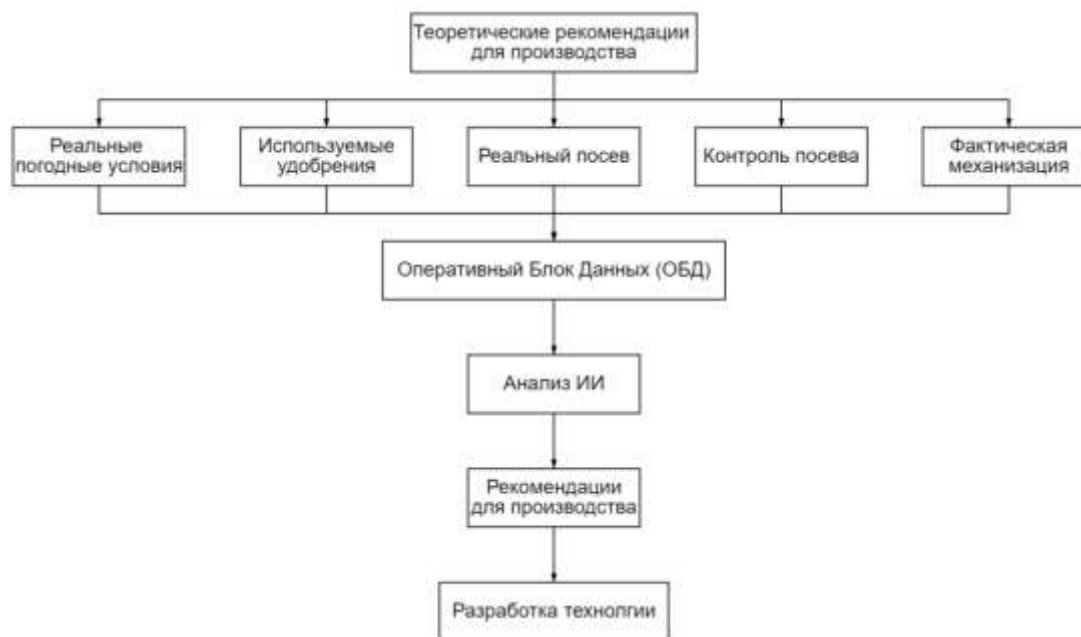 Теоретические рекомендации
для производства
Реальные
погодные условия
Используемые
удобрения
Реальный посев
Контроль посева
Фактическая
механизация
Оперативный Блок Данных (ОБД)
Анализ ИИ
Рекомендации
для производства
Разработка технолгии